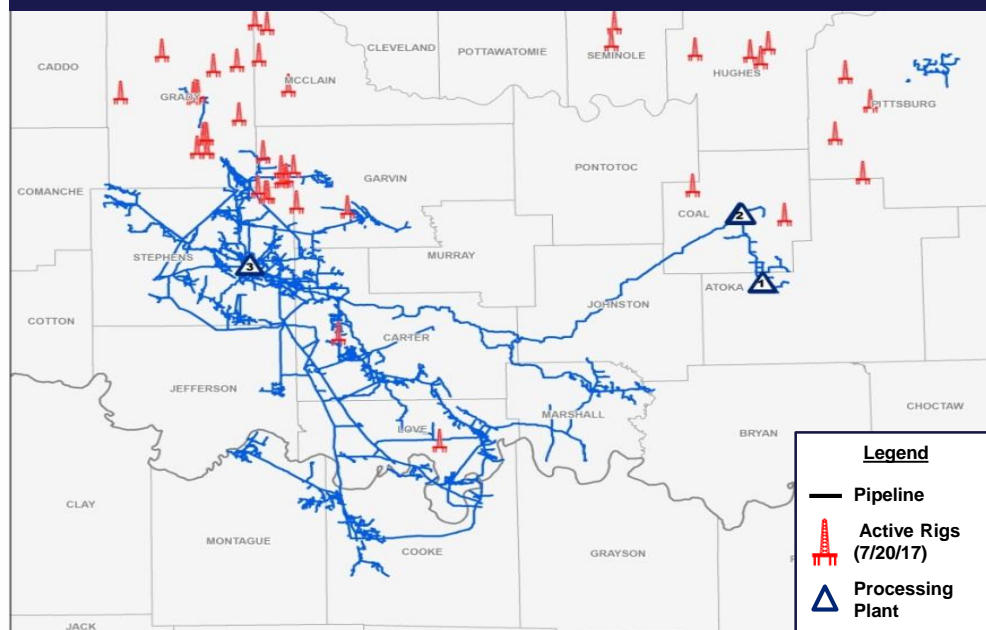 CLEVELAND
POTTAWATOMIE
SEMINOLE
CADDO
HUGHES
MCCLAIN
GRADY
PITTSBURG
PONTOTOC
GARVIN
COMANCHE
COAL
2
MURRAY
STEPHENS
3
ATOKA
1
JOHNSTON
COTTON
CARTER
JEFFERSON
CHOCTAW
MARSHALL
LOVE
BRYAN
CLAY
MONTAGUE
COOKE
GRAYSON
JACK
Legend
Pipeline
Active Rigs
(7/20/17)
Processing
Plant